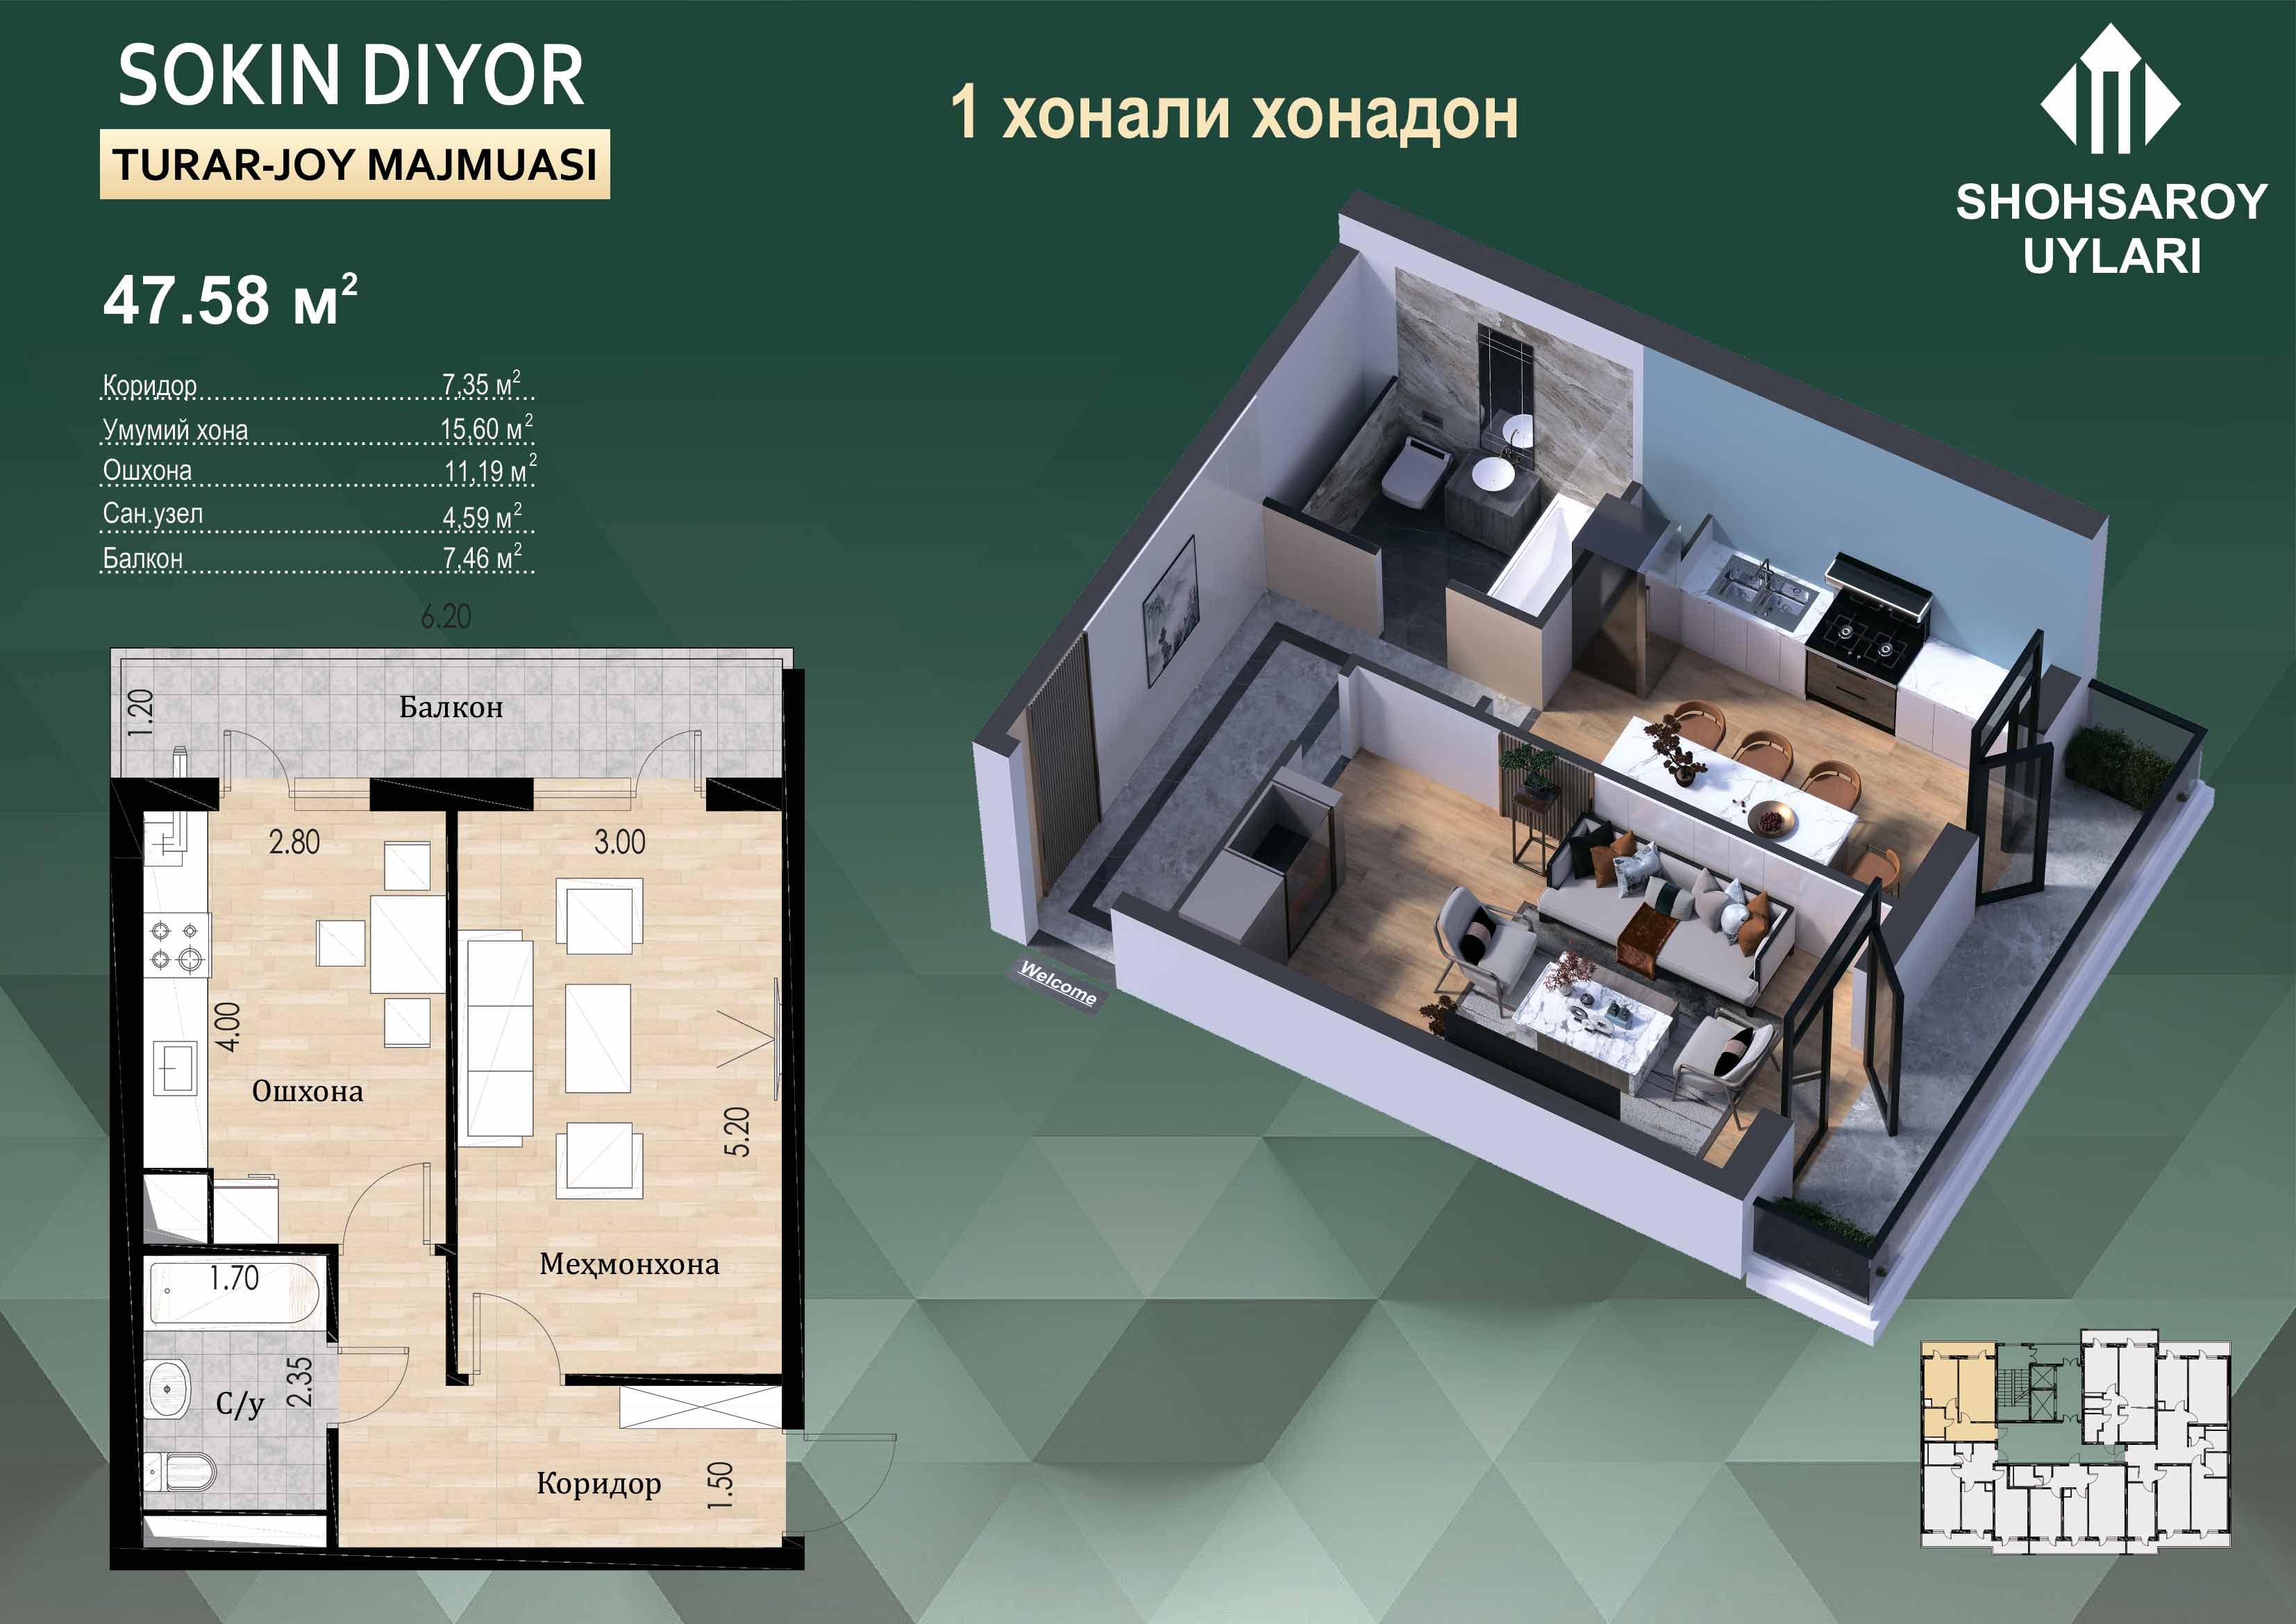 SOKIN DIYOR
TURAR-JOY MAJMUASI
1 хонали хонадон
SHOHSAROY
UYLARI
47.58 м²
Коридор 7,35 м²
Умумий хона 15,60 м²
Ошхона 11,19 м²
Сан.узел 4,59 м²
Балкон 7,46 м²
6.20
1.20
Балкон
2.80
3.00
4.00
Ошхона
5.20
Меҳмонхона
1.70
2.35
С/у
Коридор
1.50
Welcome